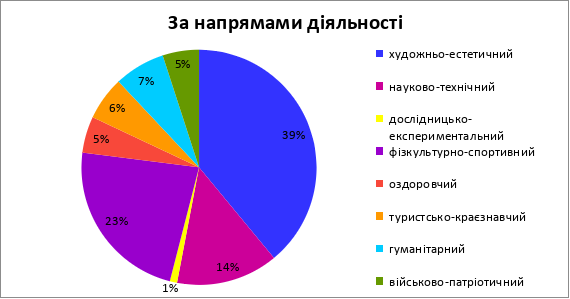 За напрямами діяльності
5%
7%
6%
5%
23%
1%
14%
39%
художньо-естетичний
науково-технічний
дослідницько-
експериментальний
фізкультурно-спортивний
оздоровчий
туристсько-краєзнавчий
гуманітарний
військово-патріотичний